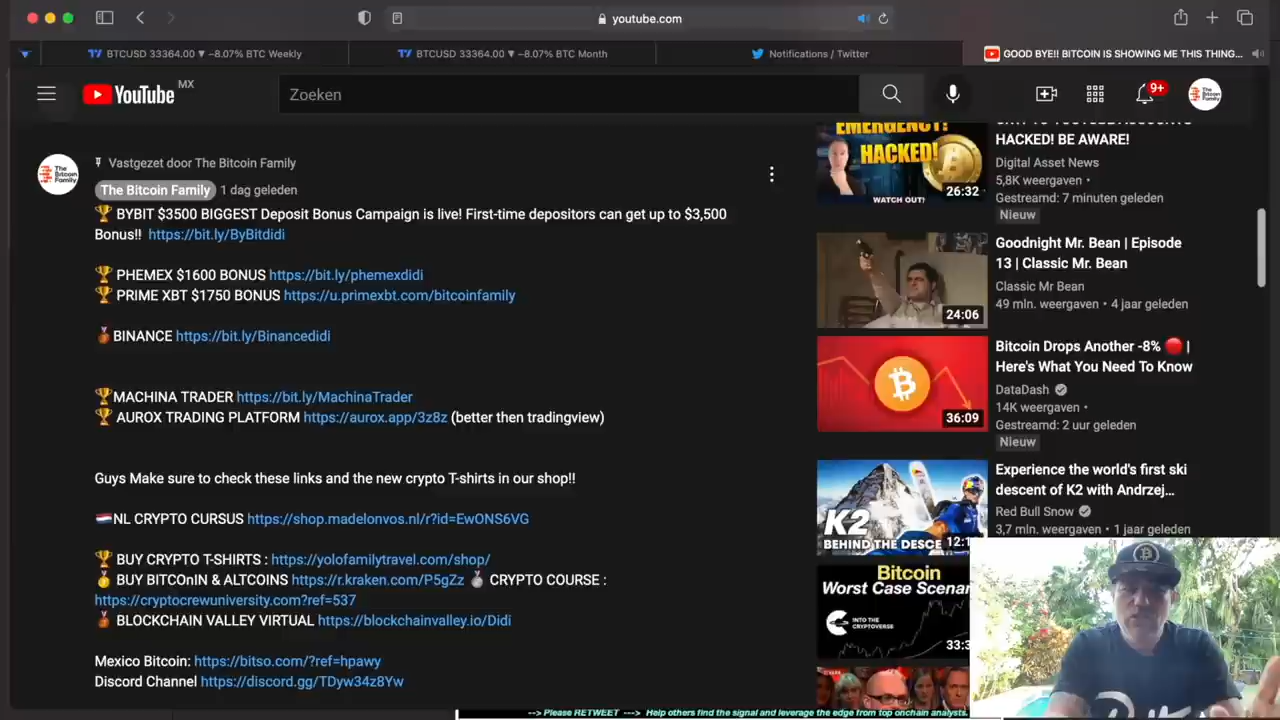 youtube.com
BTCUSD 33364.00 ▼ −8.07% BTC Weekly
BTCUSD 33364.00 ▼ −8.07% BTC Month
Notifications / Twitter
GOOD BYE!! BITCOIN IS SHOWING ME THIS THING...
YouTube MX
Zoeken
9+
The Bitcoin Family
Vastgezet door The Bitcoin Family
The Bitcoin Family 1 dag geleden
🏆 BYBIT $3500 BIGGEST Deposit Bonus Campaign is live! First-time depositors can get up to $3,500
Bonus!! https://bit.ly/ByBitdidi
🏆 PHEMEX $1600 BONUS https://bit.ly/phemexdidi
🏆 PRIME XBT $1750 BONUS https://u.primexbt.com/bitcoinfamily
🥉BINANCE https://bit.ly/Binancedidi
🏆MACHINA TRADER https://bit.ly/MachinaTrader
🏆 AUROX TRADING PLATFORM https://aurox.app/3z8z (better then tradingview)
Guys Make sure to check these links and the new crypto T-shirts in our shop!!
🇳🇱NL CRYPTO CURSUS https://shop.madelonvos.nl/r?id=EwONS6VG
🏆 BUY CRYPTO T-SHIRTS : https://yolofamilytravel.com/shop/
🥇 BUY BITCOnIN & ALTCOINS https://r.kraken.com/P5gZz 🥈 CRYPTO COURSE :
https://cryptocrewuniversity.com?ref=537
🥉 BLOCKCHAIN VALLEY VIRTUAL https://blockchainvalley.io/Didi
Mexico Bitcoin: https://bitso.com/?ref=hpawy
Discord Channel https://discord.gg/TDyw34z8Yw
EMERGENCY!
HACKED!
WATCH OUT!
26:32
CRYPTO YOUTUBE ACCOUNTS
HACKED! BE AWARE!
Digital Asset News
5,8K weergaven •
Gestreamd: 7 minuten geleden
Nieuw
24:06
Goodnight Mr. Bean | Episode
13 | Classic Mr. Bean
Classic Mr Bean
49 mln. weergaven • 4 jaar geleden
36:09
Bitcoin Drops Another -8% 🔴 |
Here's What You Need To Know
DataDash
14K weergaven •
Gestreamd: 2 uur geleden
Nieuw
K2
BEHIND THE DESCE
Experience the world's first ski
descent of K2 with Andrzej...
Red Bull Snow
3,7 mln. weergaven • 1 jaar geleden
Bitcoin
Worst Case Scenar
INTO THE
CRYPTOVERSE
--> Please RETWEET ---> Help others find the signal and leverage the edge from top onchain analysts.